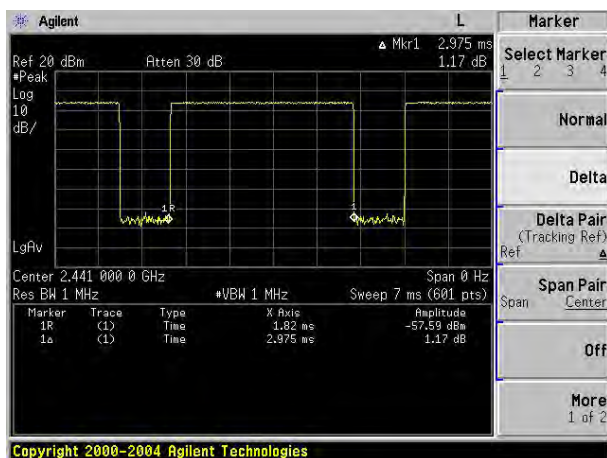 Agilent L
Δ Mkr1 2.975 ms
Ref 20 dBm Atten 30 dB 1.17 dB
#Peak
Log
10
dB/
1R 1
LgAv
Center 2.441 000 0 GHz Span 0 Hz
Res BW 1 MHz #VBW 1 MHz Sweep 7 ms (601 pts)
Marker Trace Type X Axis Amplitude
1R (1) Time 1.82 ms -57.59 dBm
1Δ (1) Time 2.975 ms 1.17 dB
Copyright 2000-2004 Agilent Technologies
Marker
Select Marker
1 2 3 4
Normal
Delta
Delta Pair
(Tracking Ref)
Ref Δ
Span Pair
Span Center
Off
More
1 of 2